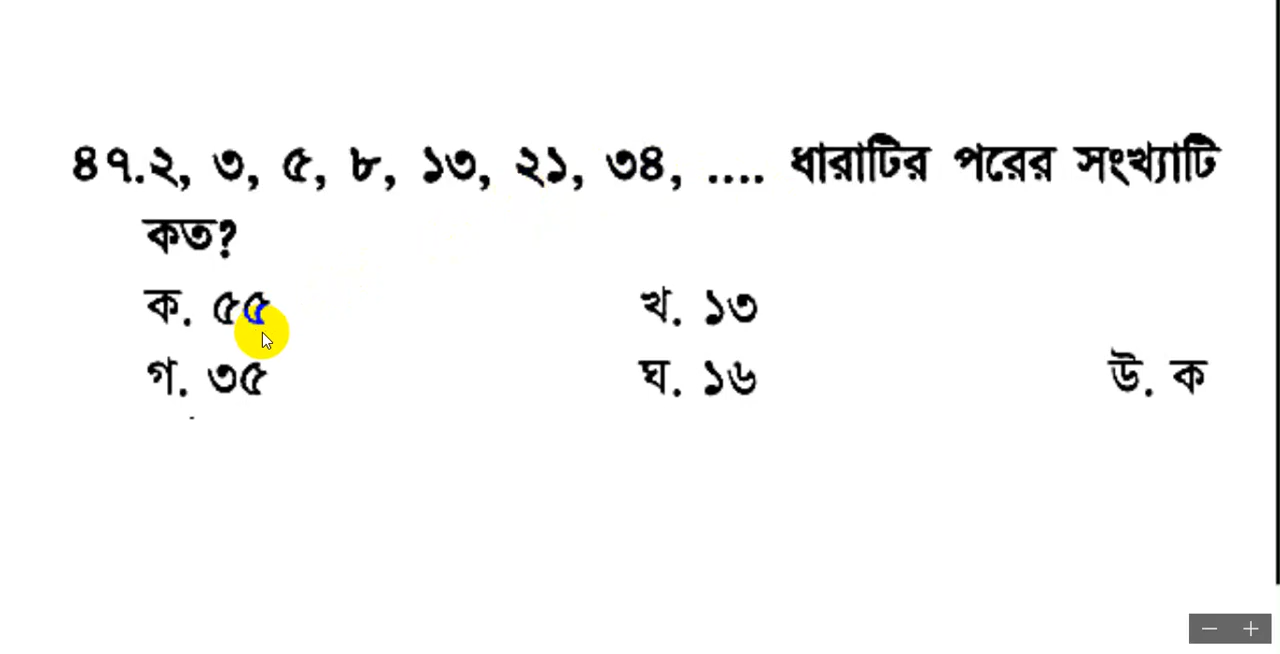 ৪৭.২, ৩, ৫, ৮, ১৩, ২১, ৩৪, .... ধারাটির পরের সংখ্যাটি
কত?
ক. ৫৫ খ. ১৩
গ. ৩৫ ঘ. ১৬ উ. ক